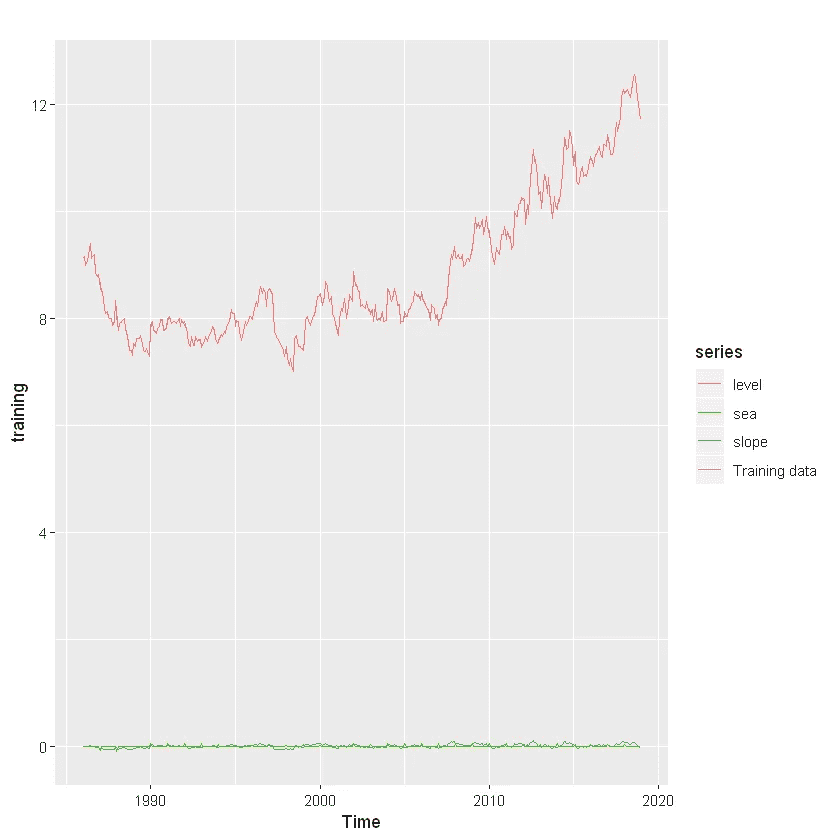 12
8
4
0
training
1990
2000
2010
2020
Time
series
level
sea
slope
Training data